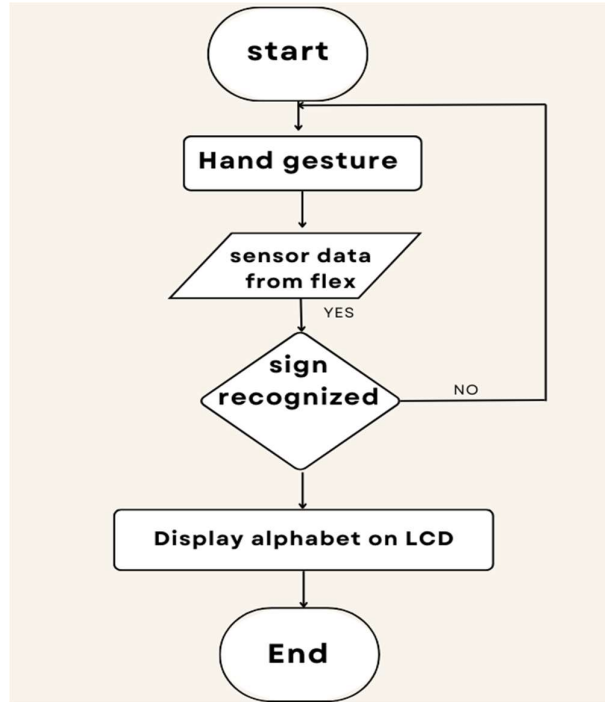 start
Hand gesture
sensor data
from flex
YES
sign
recognized
NO
Display alphabet on LCD
End